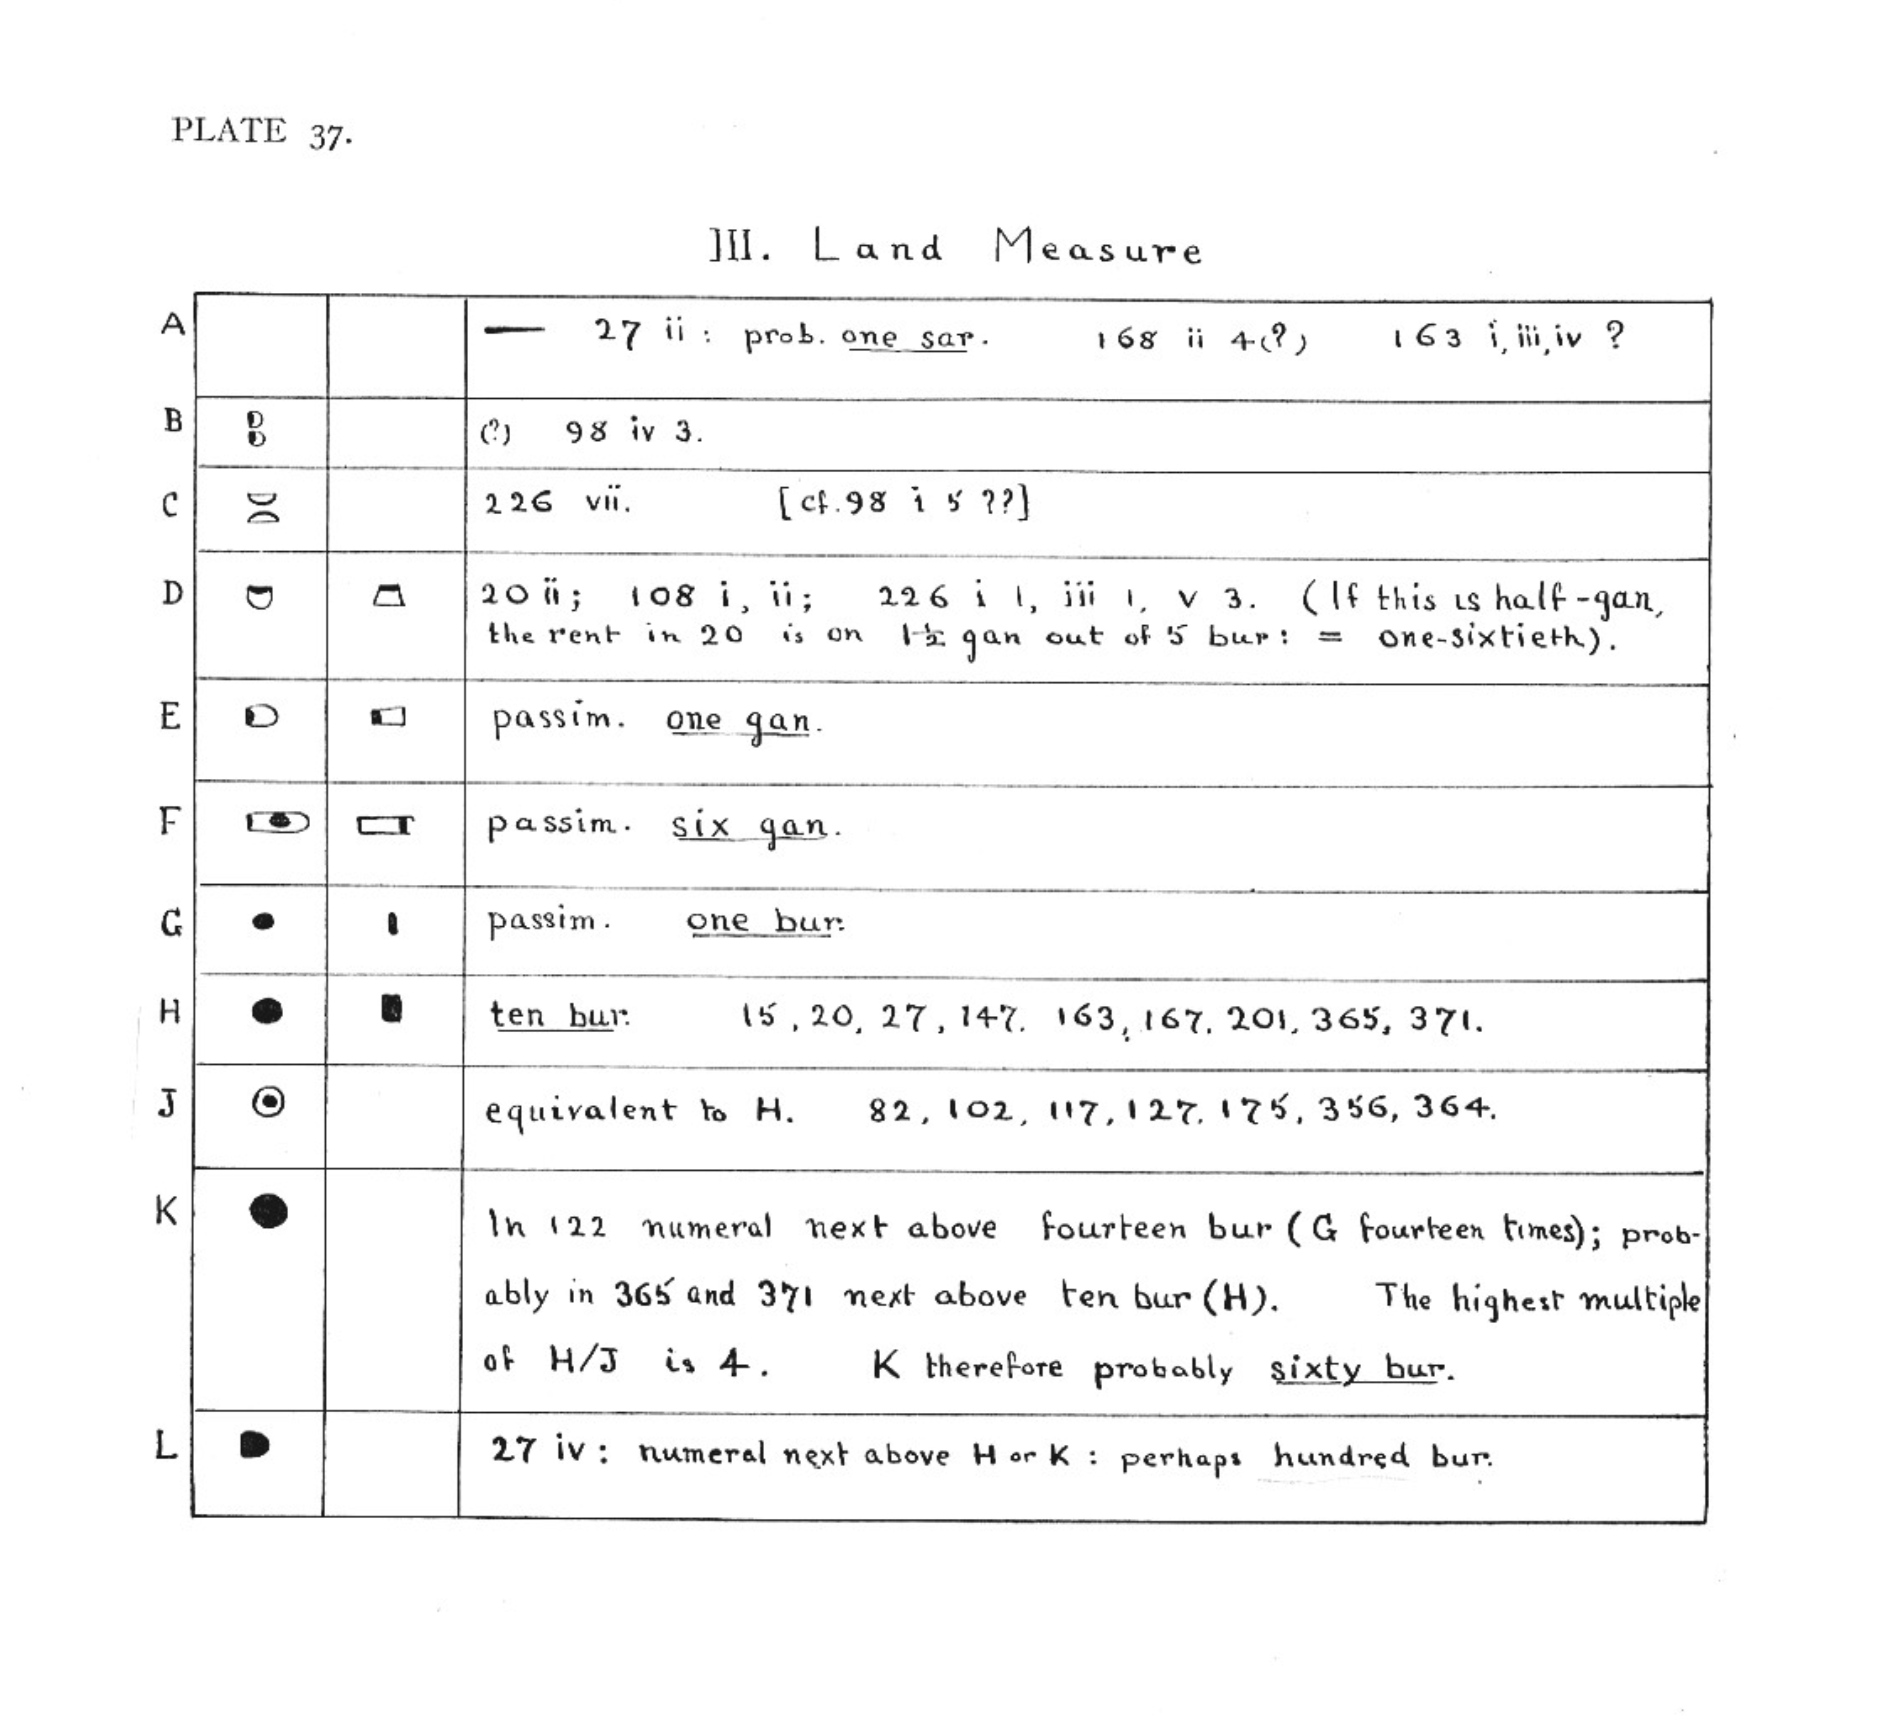 PLATE 37.
III. Land Measure
A — 27 ii : prob. one sar. 168 ii 4(?) 163 i, iii, iv ?
B (?) 98 iv 3.
C 226 vii. [cf. 98 i 5 ??]
D 20 ii; 108 i, ii; 226 i 1, iii 1, v 3. (If this is half-gan,
the rent in 20 is on 1½ gan out of 5 bur: = one-sixtieth).
E passim. one gan.
F passim. six gan.
G passim. one bur.
H ten bur. 15, 20, 27, 147. 163, 167. 201, 365, 371.
J equivalent to H. 82, 102, 117, 127. 175, 356, 364.
K In 122 numeral next above fourteen bur (G fourteen times); prob-
ably in 365 and 371 next above ten bur (H). The highest multiple
of H/J is 4. K therefore probably sixty bur.
L 27 iv : numeral next above H or K : perhaps hundred bur.